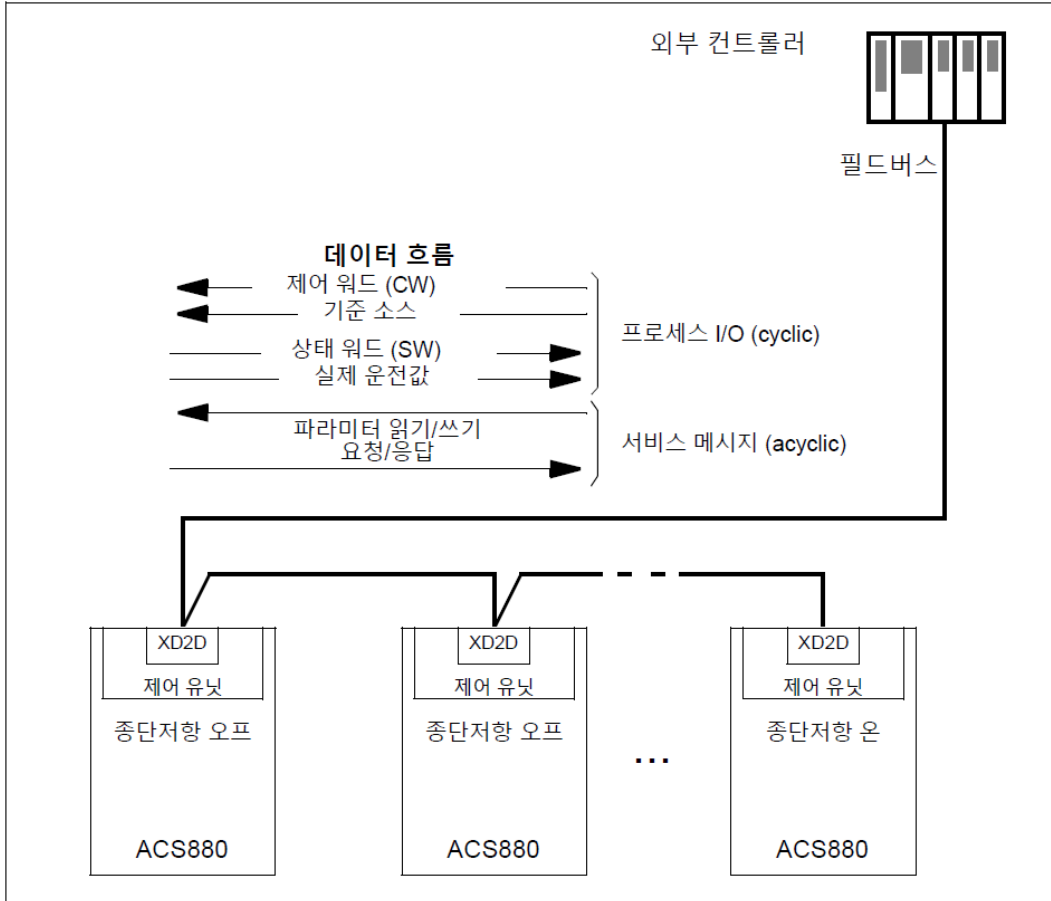 외부 컨트롤러
필드버스
데이터 흐름
제어 워드 (CW)
기준 소스
상태 워드 (SW)
실제 운전값
프로세스 I/O (cyclic)
파라미터 읽기/쓰기
요청/응답
서비스 메시지 (acyclic)
XD2D
제어 유닛
종단저항 오프
ACS880
XD2D
제어 유닛
종단저항 오프
ACS880
...
XD2D
제어 유닛
종단저항 온
ACS880